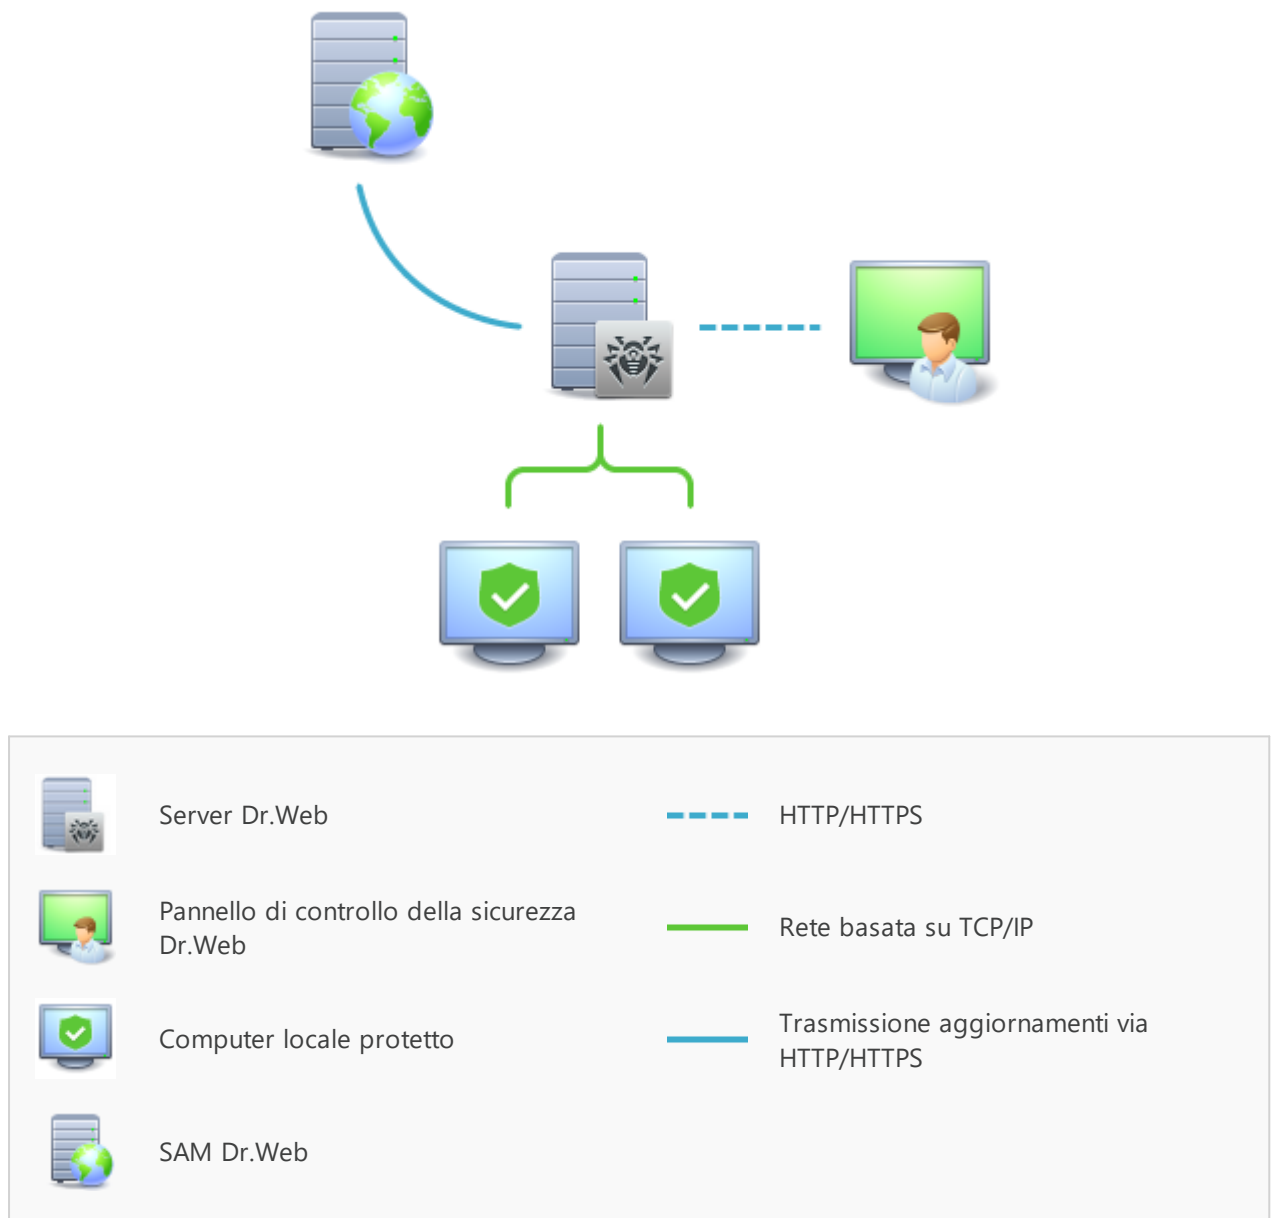 Server Dr.Web
HTTP/HTTPS
Pannello di controllo della sicurezza
Dr.Web
Rete basata su TCP/IP
Computer locale protetto
Trasmissione aggiornamenti via
HTTP/HTTPS
SAM Dr.Web